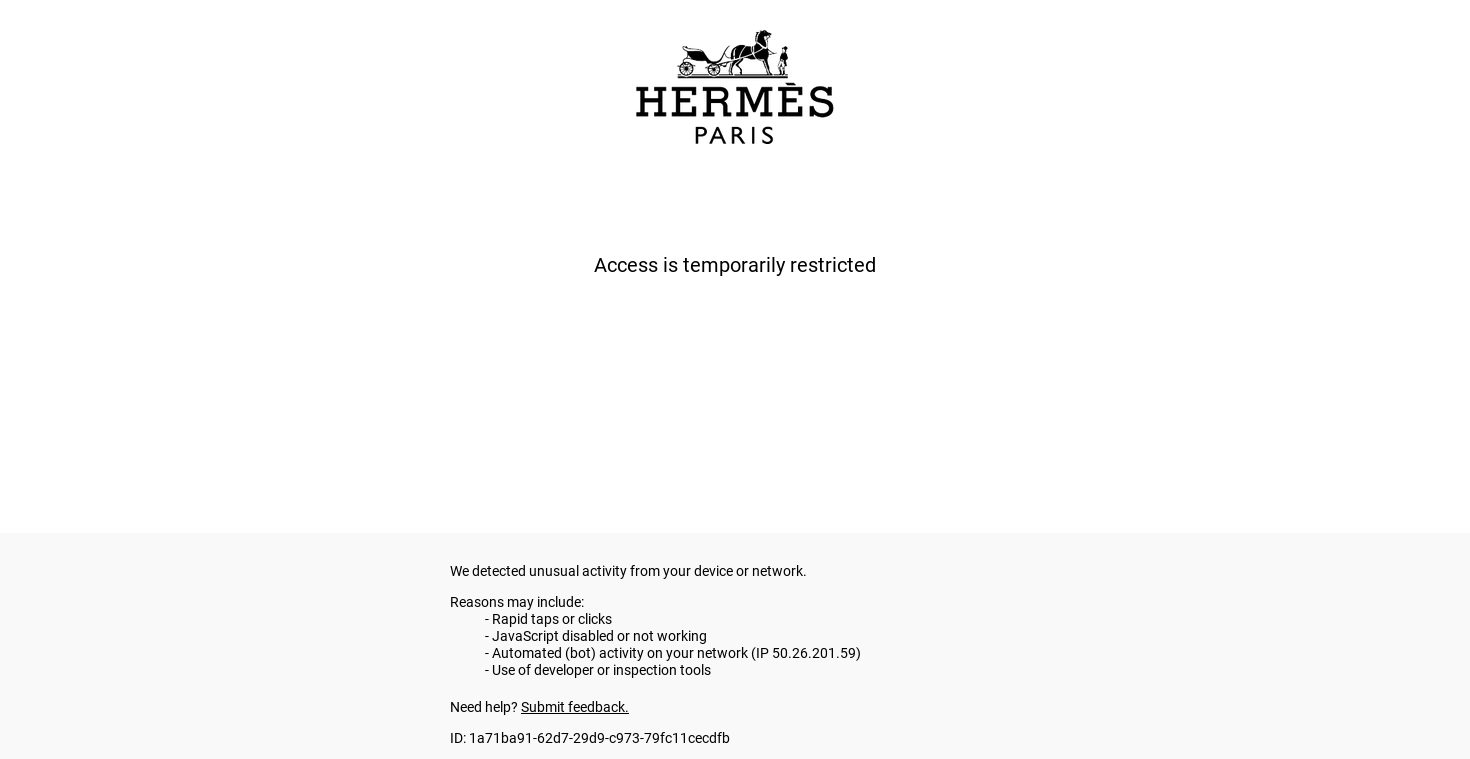 HERMÈS
PARIS
Access is temporarily restricted
We detected unusual activity from your device or network.
Reasons may include:
- Rapid taps or clicks
- JavaScript disabled or not working
- Automated (bot) activity on your network (IP 50.26.201.59)
- Use of developer or inspection tools
Need help? Submit feedback.
ID: 1a71ba91-62d7-29d9-c973-79fc11cecdfb